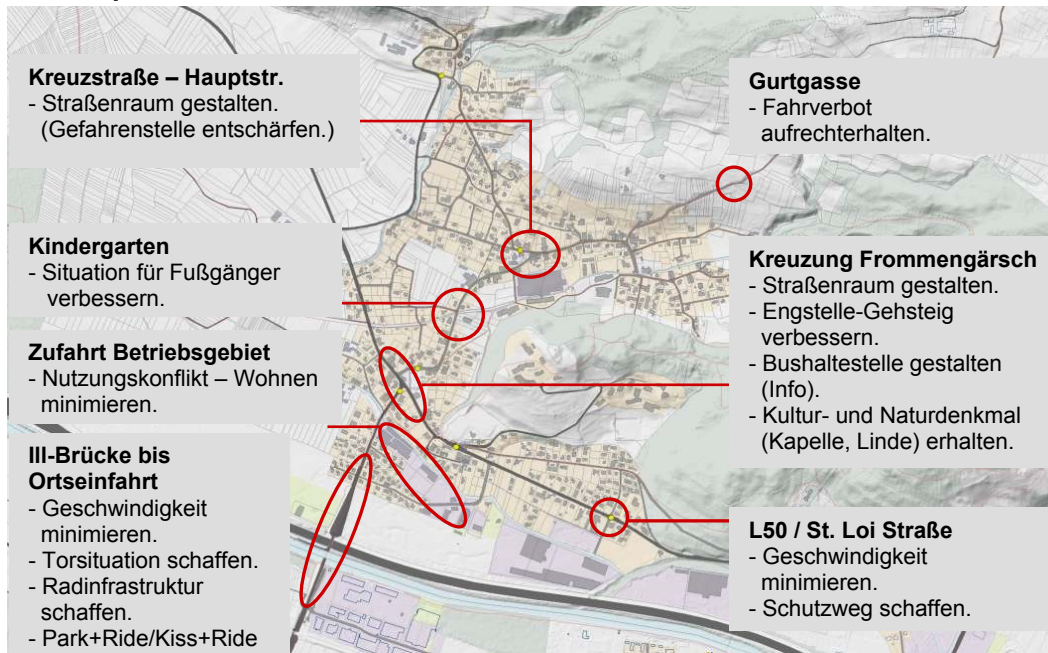 Kreuzstraße – Hauptstr.
- Straßenraum gestalten.
(Gefahrenstelle entschärfen.)
Kindergarten
- Situation für Fußgänger
verbessern.
Zufahrt Betriebsgebiet
- Nutzungskonflikt – Wohnen
minimieren.
Ill-Brücke bis
Ortseinfahrt
- Geschwindigkeit
minimieren.
- Torsituation schaffen.
- Radinfrastruktur
schaffen.
- Park+Ride/Kiss+Ride
Gurtgasse
- Fahrverbot
aufrechterhalten.
Kreuzung Frommengärsch
- Straßenraum gestalten.
- Engstelle-Gehsteig
verbessern.
- Bushaltestelle gestalten
(Info).
- Kultur- und Naturdenkmal
(Kapelle, Linde) erhalten.
L50 / St. Loi Straße
- Geschwindigkeit
minimieren.
- Schutzweg schaffen.